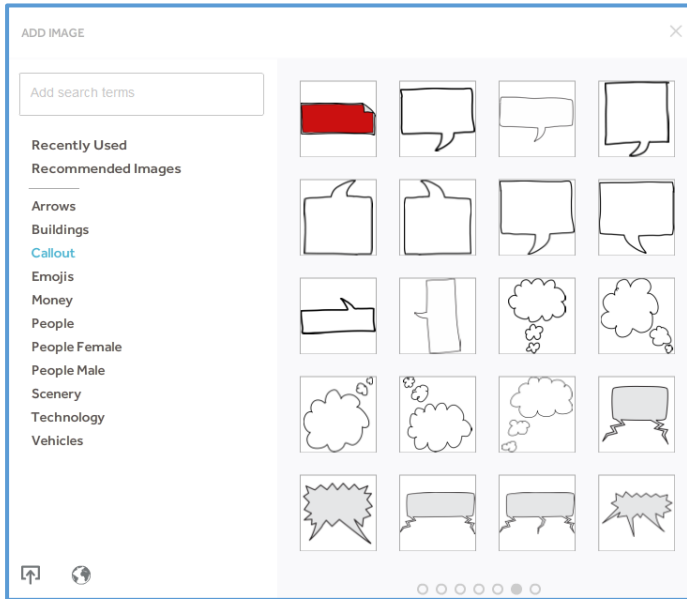 ADD IMAGE
Add search terms
Recently Used
Recommended Images
Arrows
Buildings
Callout
Emojis
Money
People
People Female
People Male
Scenery
Technology
Vehicles